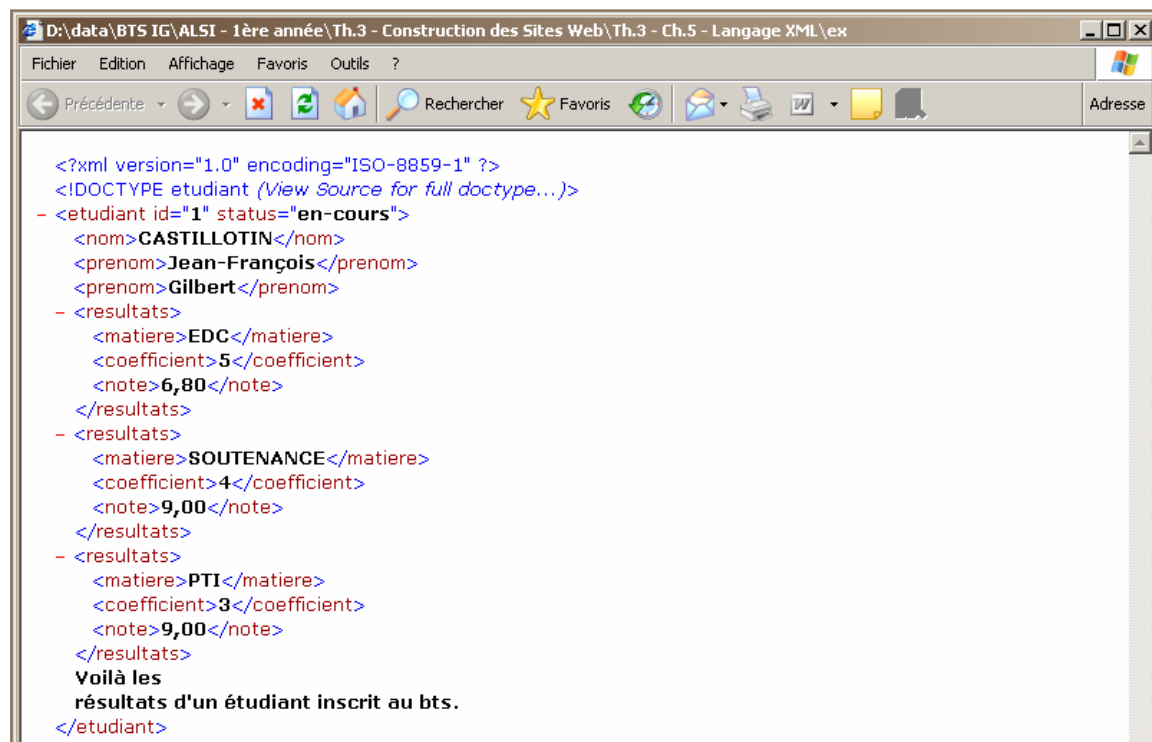 D:\data\BTS IG\ALSI - 1ère année\Th.3 - Construction des Sites Web\Th.3 - Ch.5 - Langage XML\ex
Fichier Edition Affichage Favoris Outils ?
Précédente Rechercher Favoris Adresse
<?xml version="1.0" encoding="ISO-8859-1" ?>
<!DOCTYPE etudiant (View Source for full doctype...)>
- <etudiant id="1" status="en-cours">
<nom>CASTILLOTIN</nom>
<prenom>Jean-François</prenom>
<prenom>Gilbert</prenom>
- <resultats>
<matiere>EDC</matiere>
<coefficient>5</coefficient>
<note>6,80</note>
</resultats>
- <resultats>
<matiere>SOUTENANCE</matiere>
<coefficient>4</coefficient>
<note>9,00</note>
</resultats>
- <resultats>
<matiere>PTI</matiere>
<coefficient>3</coefficient>
<note>9,00</note>
</resultats>
Voilà les
résultats d'un étudiant inscrit au bts.
</etudiant>